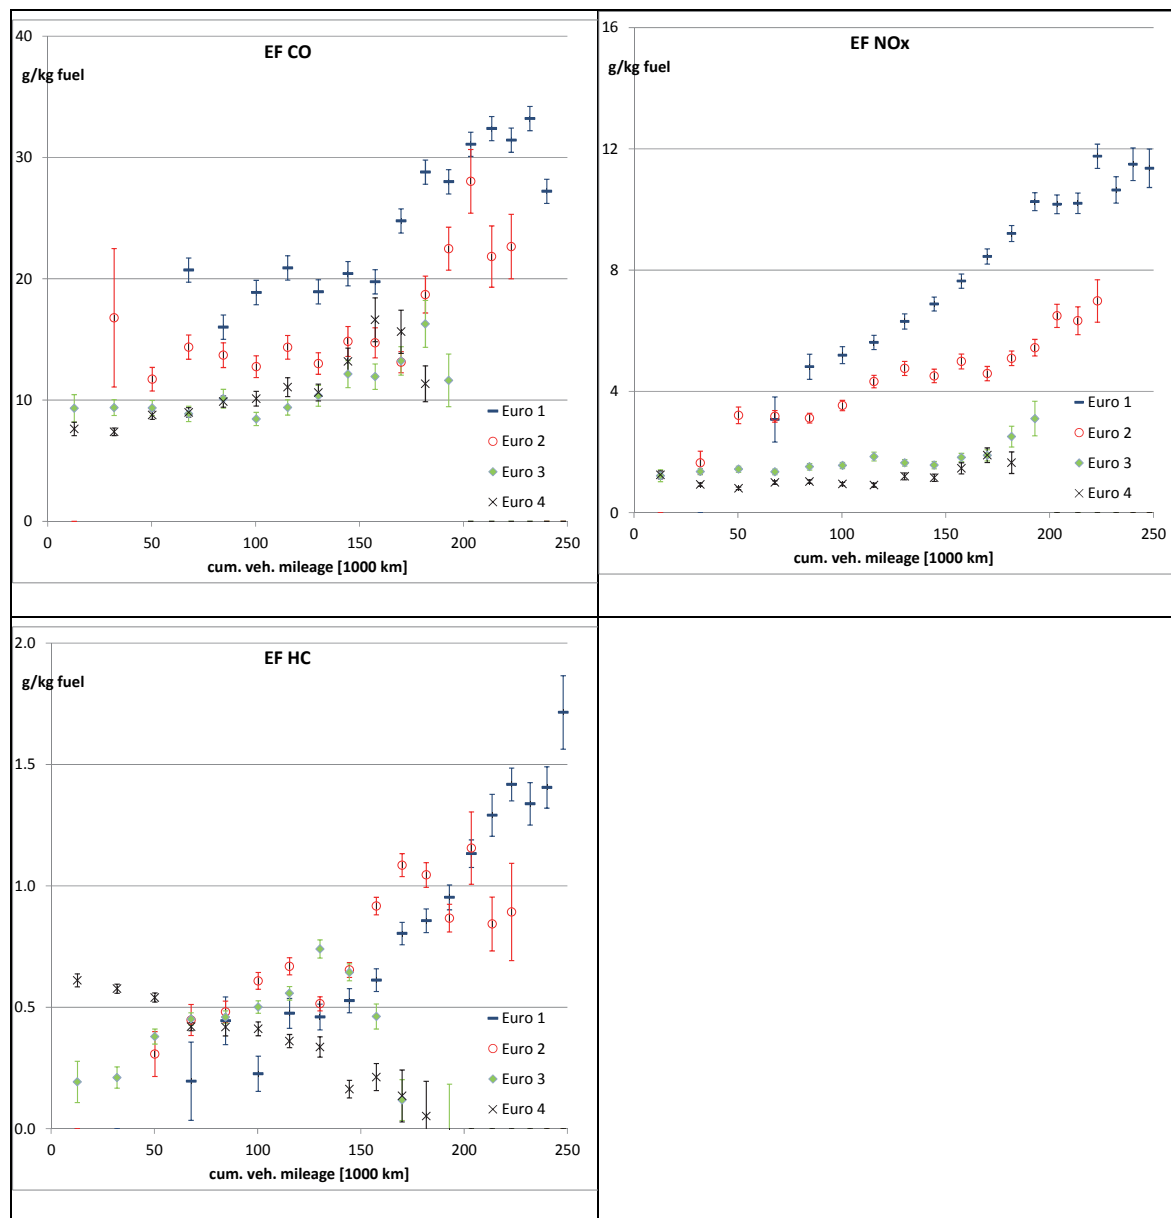 EF CO
g/kg fuel
40
30
20
10
0
Euro 1
Euro 2
Euro 3
Euro 4
0 50 100 150 200 250
cum. veh. mileage [1000 km]
EF NOx
g/kg fuel
16
12
8
4
0
Euro 1
Euro 2
Euro 3
Euro 4
0 50 100 150 200 250
cum. veh. mileage [1000 km]
EF HC
g/kg fuel
2.0
1.5
1.0
0.5
0.0
Euro 1
Euro 2
Euro 3
Euro 4
0 50 100 150 200 250
cum. veh. mileage [1000 km]